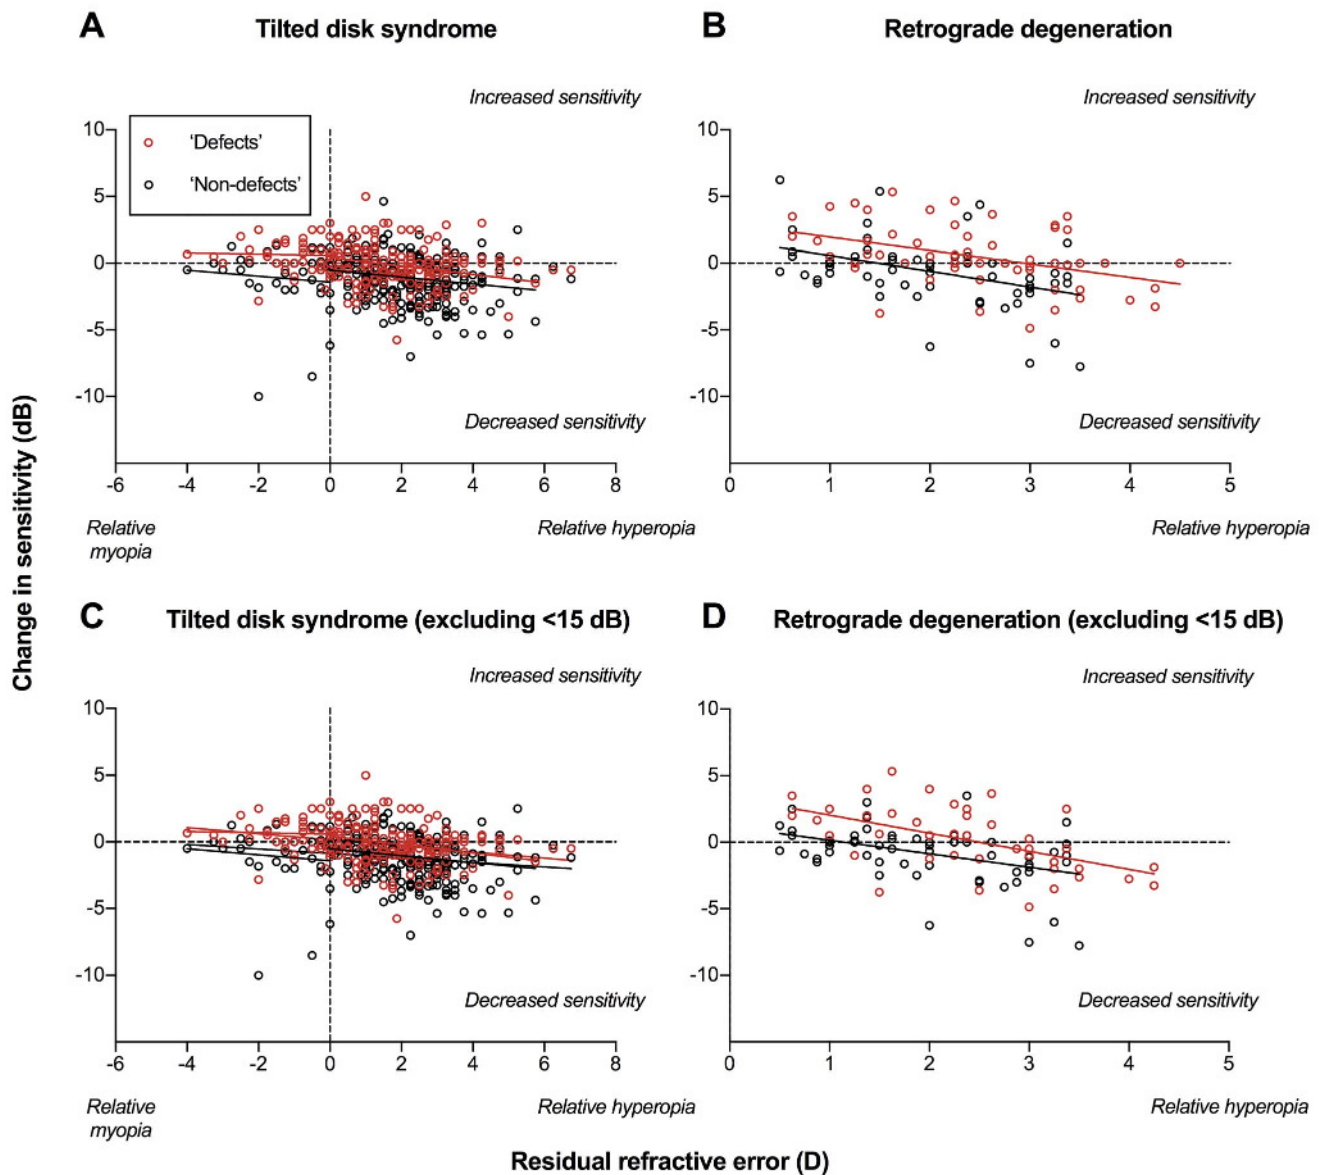 A Tilted disk syndrome
B Retrograde degeneration
Increased sensitivity
Increased sensitivity
'Defects'
'Non-defects'
10
5
0
-5
-10
10
5
0
-5
-10
Decreased sensitivity
Decreased sensitivity
-6 -4 -2 0 2 4 6 8
0 1 2 3 4 5
Relative
myopia
Relative hyperopia
Relative hyperopia
Change in sensitivity (dB)
C Tilted disk syndrome (excluding <15 dB)
D Retrograde degeneration (excluding <15 dB)
Increased sensitivity
Increased sensitivity
10
5
0
-5
-10
10
5
0
-5
-10
Decreased sensitivity
Decreased sensitivity
-6 -4 -2 0 2 4 6 8
0 1 2 3 4 5
Relative
myopia
Relative hyperopia
Relative hyperopia
Residual refractive error (D)